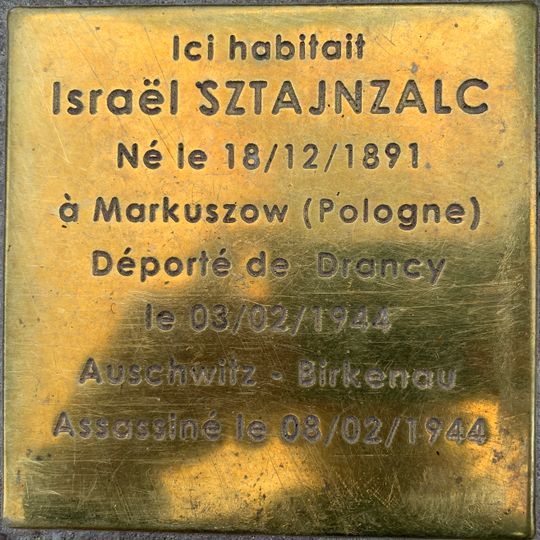 Ici habitait
Israël SZTAJNZALC
Né le 18/12/1891
à Markuszow (Pologne)
Déporté de Drancy
le 03/02/1944
Auschwitz - Birkenau
Assassiné le 08/02/1944